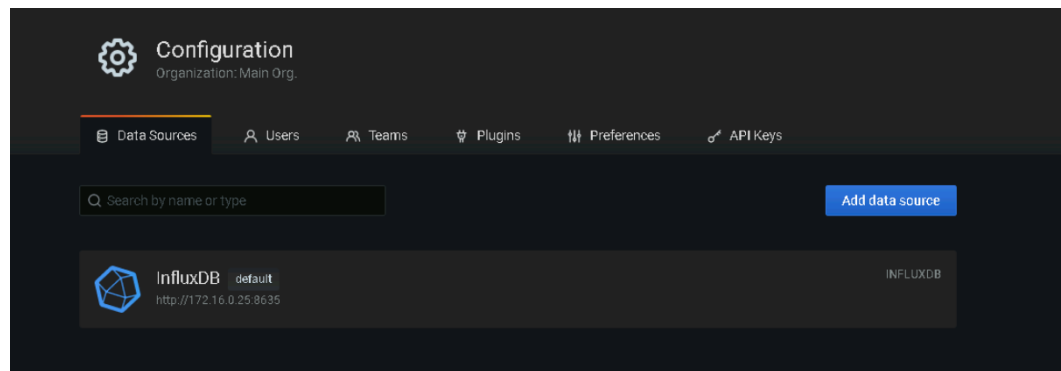 Configuration
Organization: Main Org.
Data Sources Users Teams Plugins Preferences API Keys
Search by name or type
Add data source
InfluxDB default
INFLUXDB
http://172.16.0.25:8635